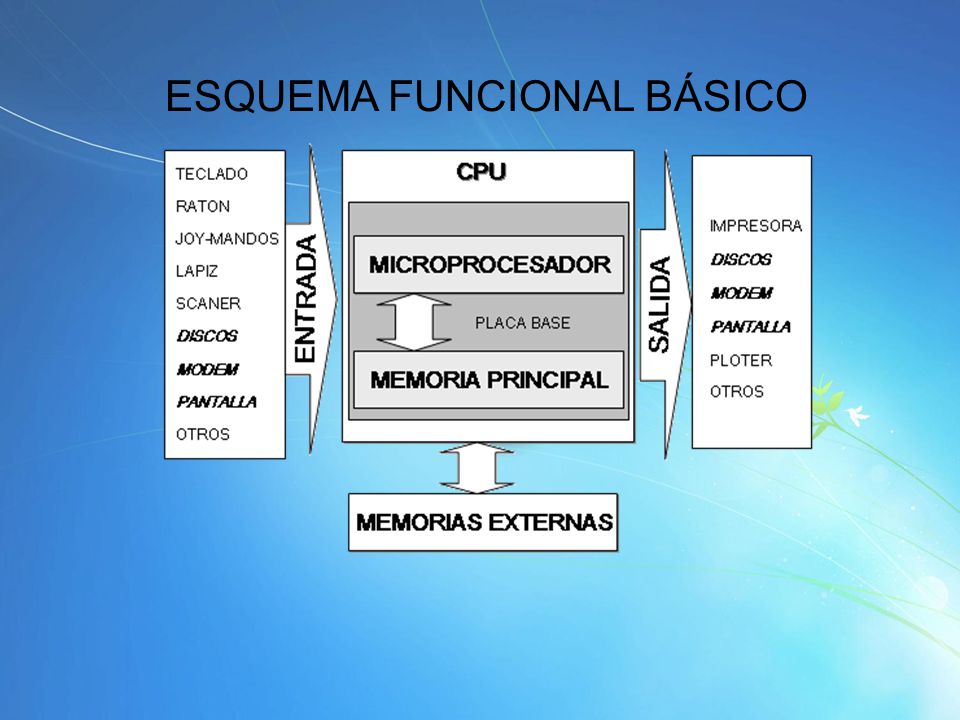 ESQUEMA FUNCIONAL BÁSICO
TECLADO
RATON
JOY-MANDOS
LAPIZ
SCANER
DISCOS
MODEM
PANTALLA
OTROS
ENTRADA
CPU
MICROPROCESADOR
PLACA BASE
MEMORIA PRINCIPAL
MEMORIAS EXTERNAS
SALIDA
IMPRESORA
DISCOS
MODEM
PANTALLA
PLOTER
OTROS